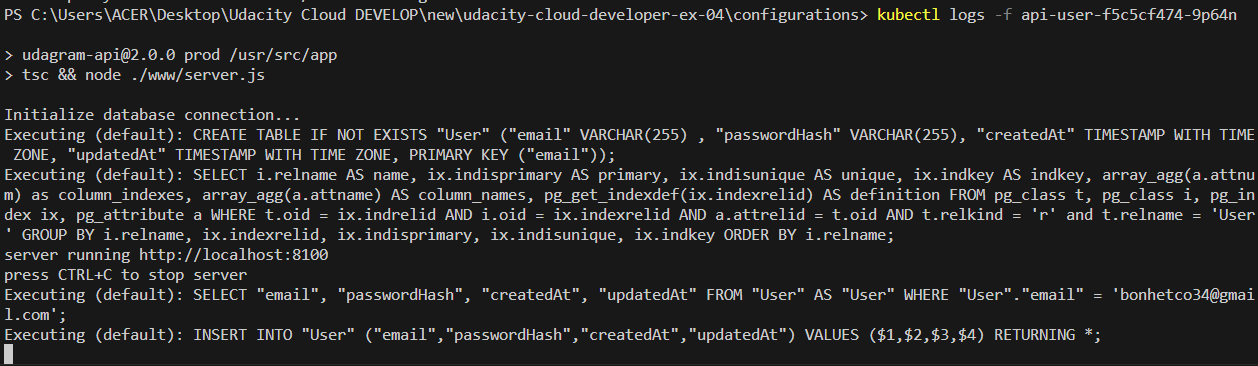 PS C:\Users\ACER\Desktop\Udacity Cloud DEVELOP\new\udacity-cloud-developer-ex-04\configurations> kubectl logs -f api-user-f5c5cf474-9p64n
> udagram-api@2.0.0 prod /usr/src/app
> tsc && node ./www/server.js
Initialize database connection...
Executing (default): CREATE TABLE IF NOT EXISTS "User" ("email" VARCHAR(255) , "passwordHash" VARCHAR(255), "createdAt" TIMESTAMP WITH TIME
 ZONE, "updatedAt" TIMESTAMP WITH TIME ZONE, PRIMARY KEY ("email"));
Executing (default): SELECT i.relname AS name, ix.indisprimary AS primary, ix.indisunique AS unique, ix.indkey AS indkey, array_agg(a.attnu
m) as column_indexes, array_agg(a.attname) AS column_names, pg_get_indexdef(ix.indexrelid) AS definition FROM pg_class t, pg_class i, pg_in
dex ix, pg_attribute a WHERE t.oid = ix.indrelid AND i.oid = ix.indexrelid AND a.attrelid = t.oid AND t.relkind = 'r' and t.relname = 'User
' GROUP BY i.relname, ix.indexrelid, ix.indisprimary, ix.indisunique, ix.indkey ORDER BY i.relname;
server running http://localhost:8100
press CTRL+C to stop server
Executing (default): SELECT "email", "passwordHash", "createdAt", "updatedAt" FROM "User" AS "User" WHERE "User"."email" = 'bonhetco34@gmai
l.com';
Executing (default): INSERT INTO "User" ("email","passwordHash","createdAt","updatedAt") VALUES ($1,$2,$3,$4) RETURNING *;